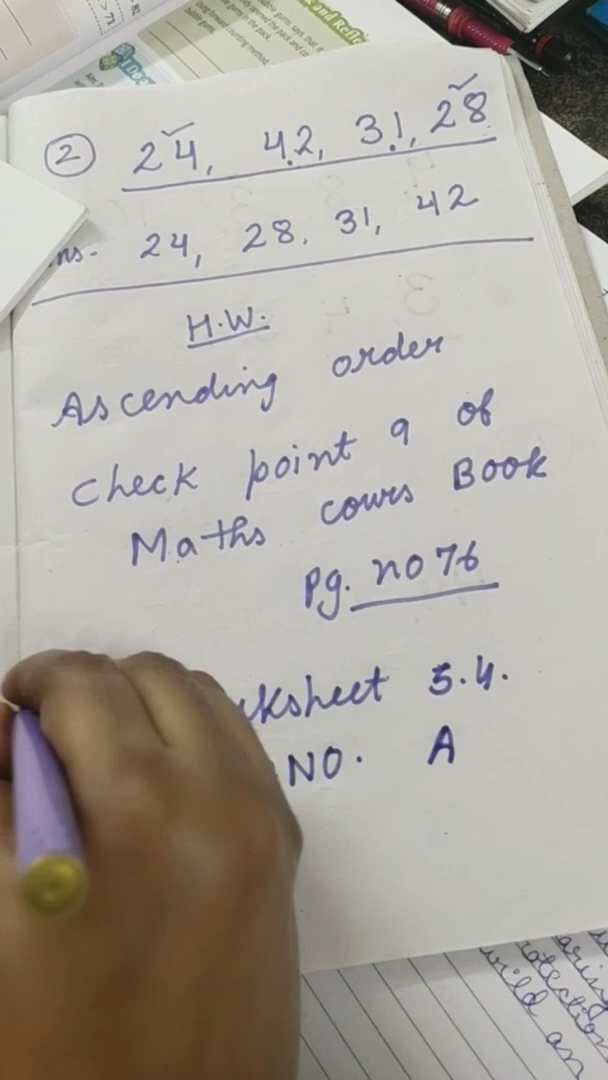 ② 24, 42, 31, 28
ns. 24, 28, 31, 42
H.W.
Ascending order
Check point 9 of
Maths cours Book
Pg. no 76
ksheet 5.4.
NO. A